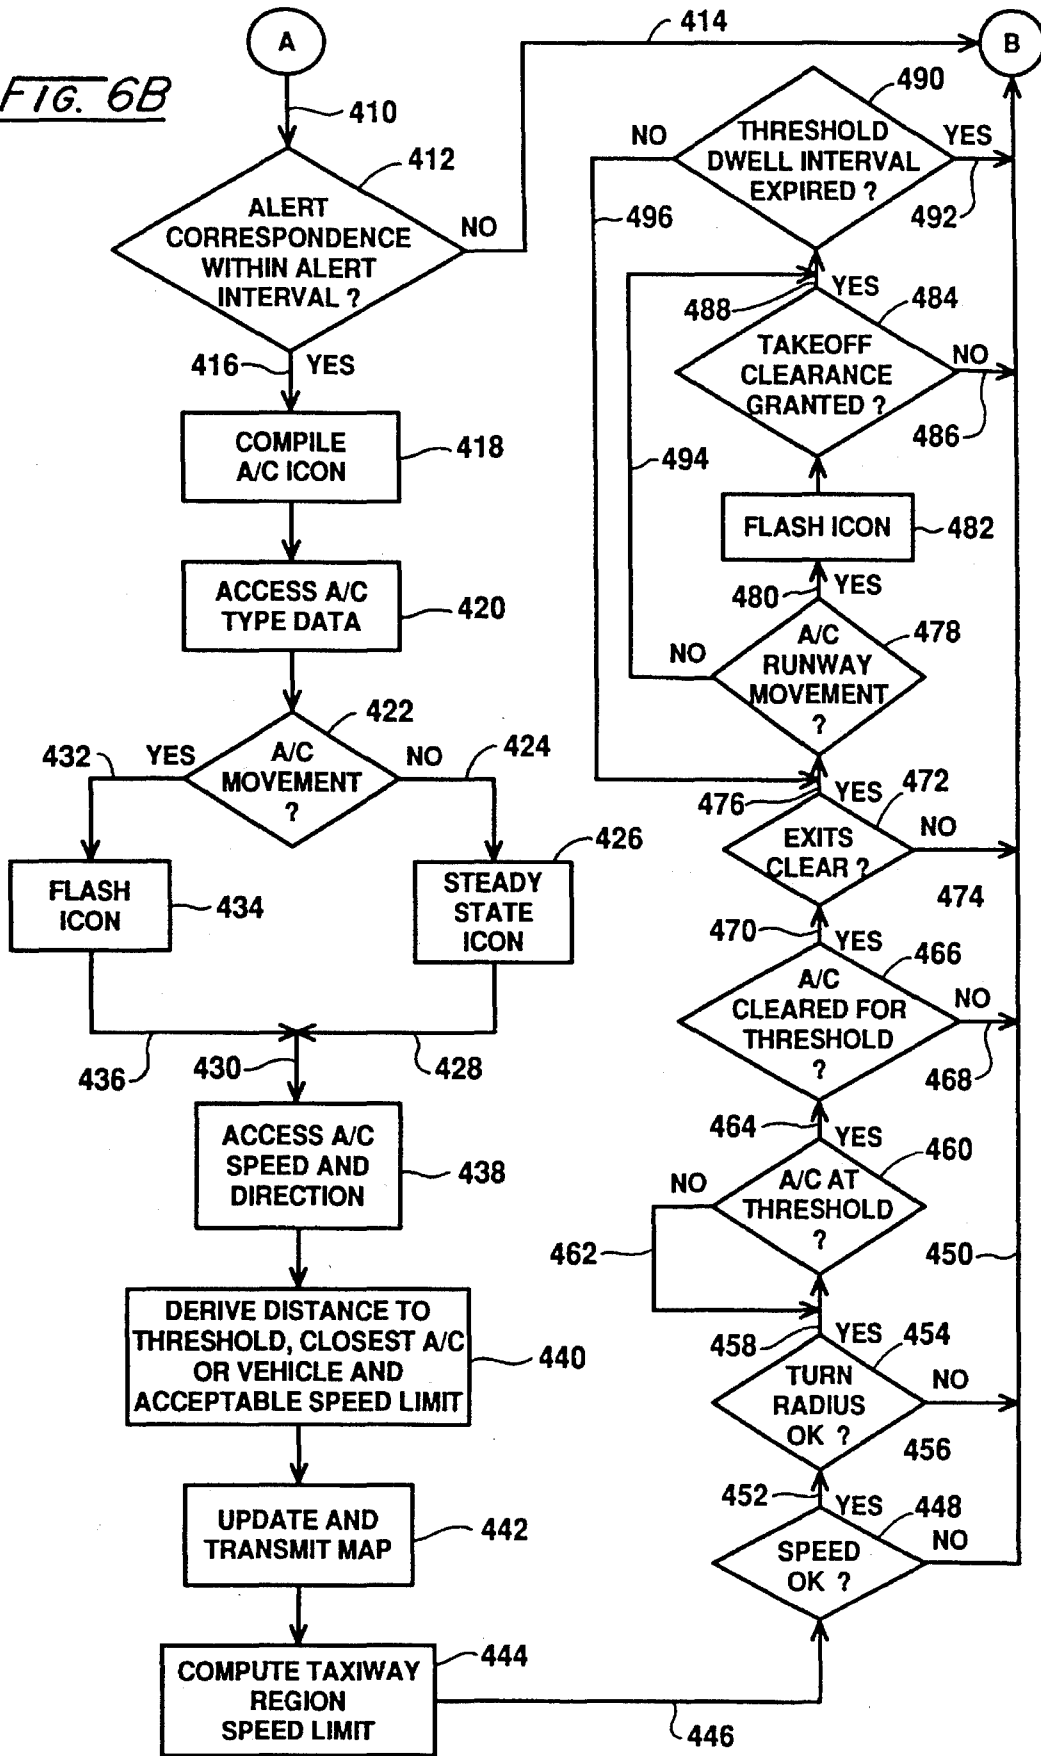 FIG. 6B
A
410
412
ALERT
CORRESPONDENCE
WITHIN ALERT
INTERVAL ?
NO
414
B
416
YES
COMPILE
A/C ICON
418
ACCESS A/C
TYPE DATA
420
422
A/C
MOVEMENT
?
YES
432
NO
424
FLASH
ICON
434
426
STEADY
STATE
ICON
436
430
428
ACCESS A/C
SPEED AND
DIRECTION
438
DERIVE DISTANCE TO
THRESHOLD, CLOSEST A/C
OR VEHICLE AND
ACCEPTABLE SPEED LIMIT
440
UPDATE AND
TRANSMIT MAP
442
COMPUTE TAXIWAY
REGION
SPEED LIMIT
444
446
490
THRESHOLD
DWELL INTERVAL
EXPIRED ?
NO
YES
492
496
488
YES
484
TAKEOFF
CLEARANCE
GRANTED ?
NO
486
494
FLASH ICON
482
480
YES
478
A/C
RUNWAY
MOVEMENT
?
NO
476
YES
472
EXITS
CLEAR ?
NO
474
470
YES
466
A/C
CLEARED FOR
THRESHOLD
?
NO
468
464
YES
460
A/C AT
THRESHOLD
?
NO
462
450
458
YES
454
TURN
RADIUS
OK ?
NO
456
452
YES
448
SPEED
OK ?
NO